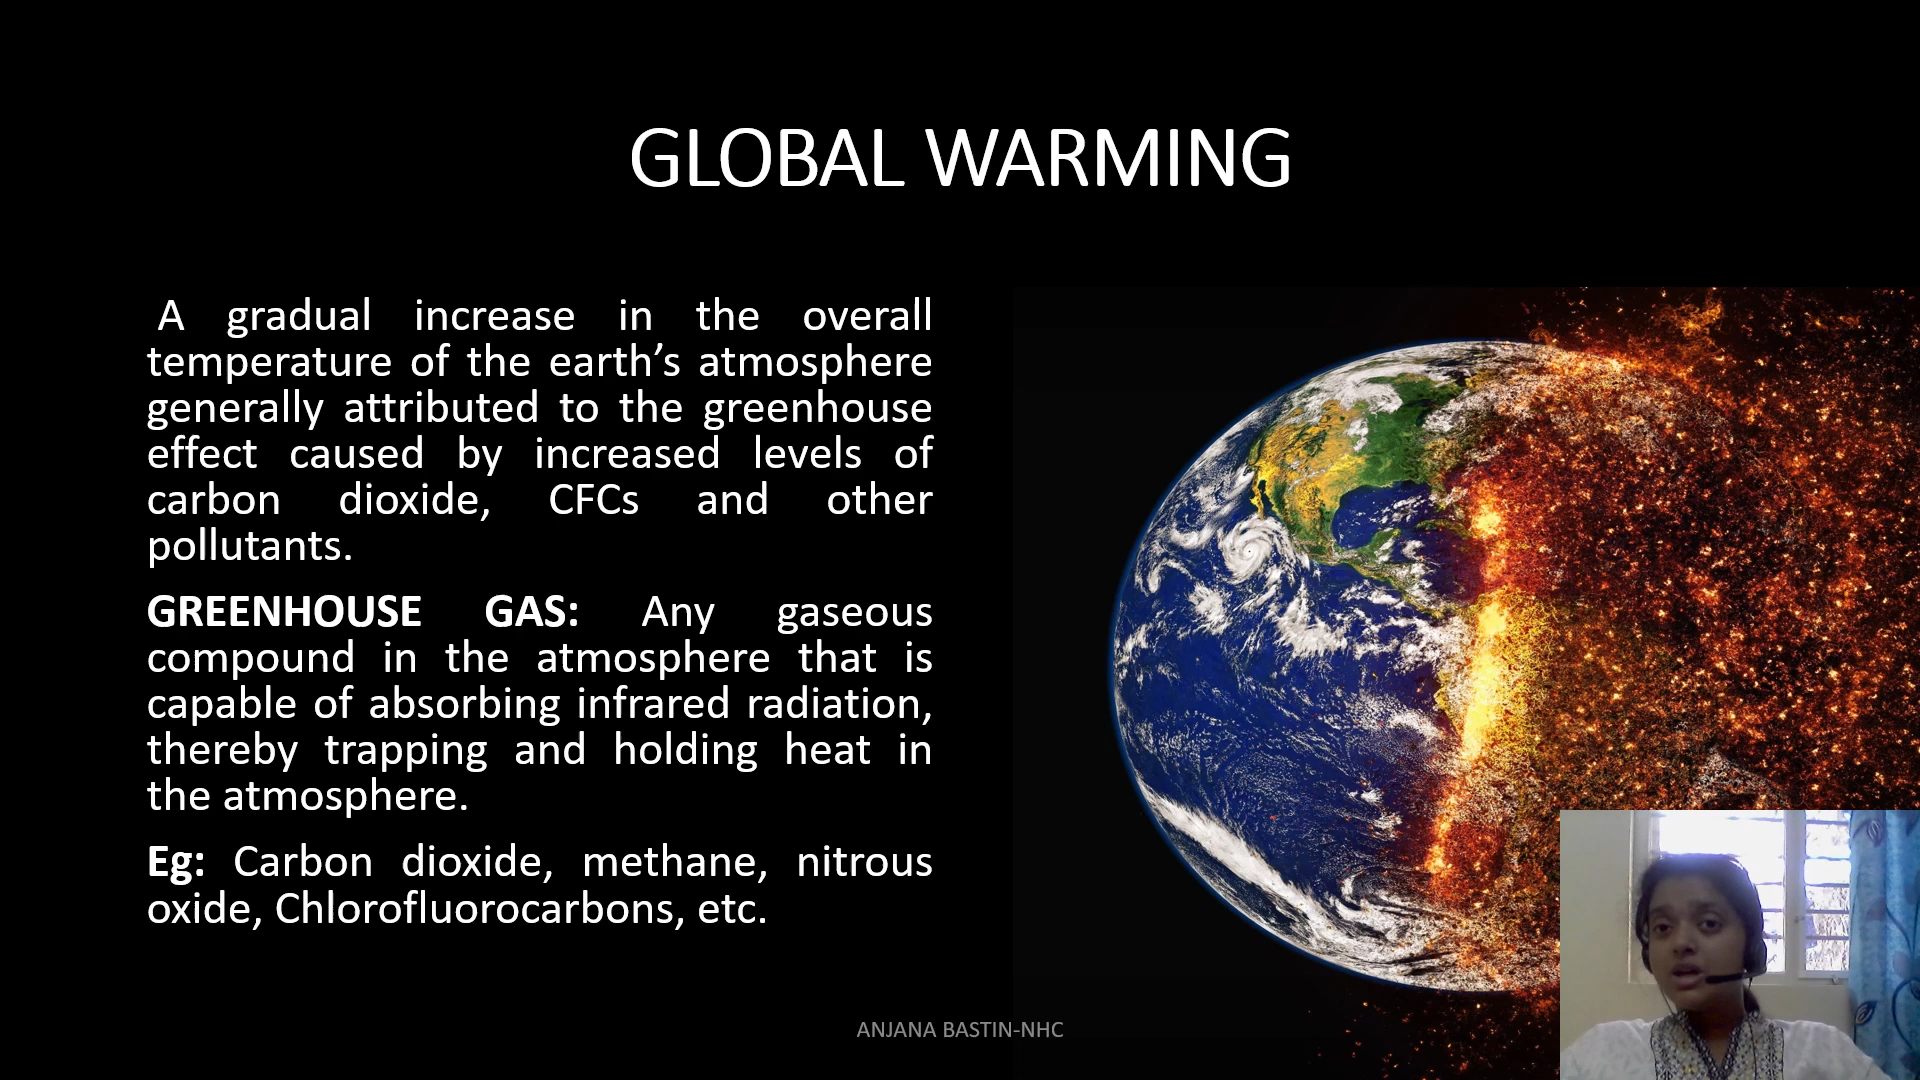 GLOBAL WARMING
A gradual increase in the overall
temperature of the earth’s atmosphere
generally attributed to the greenhouse
effect caused by increased levels of
carbon dioxide, CFCs and other
pollutants.
GREENHOUSE GAS: Any gaseous
compound in the atmosphere that is
capable of absorbing infrared radiation,
thereby trapping and holding heat in
the atmosphere.
Eg: Carbon dioxide, methane, nitrous
oxide, Chlorofluorocarbons, etc.
ANJANA BASTIN-NHC